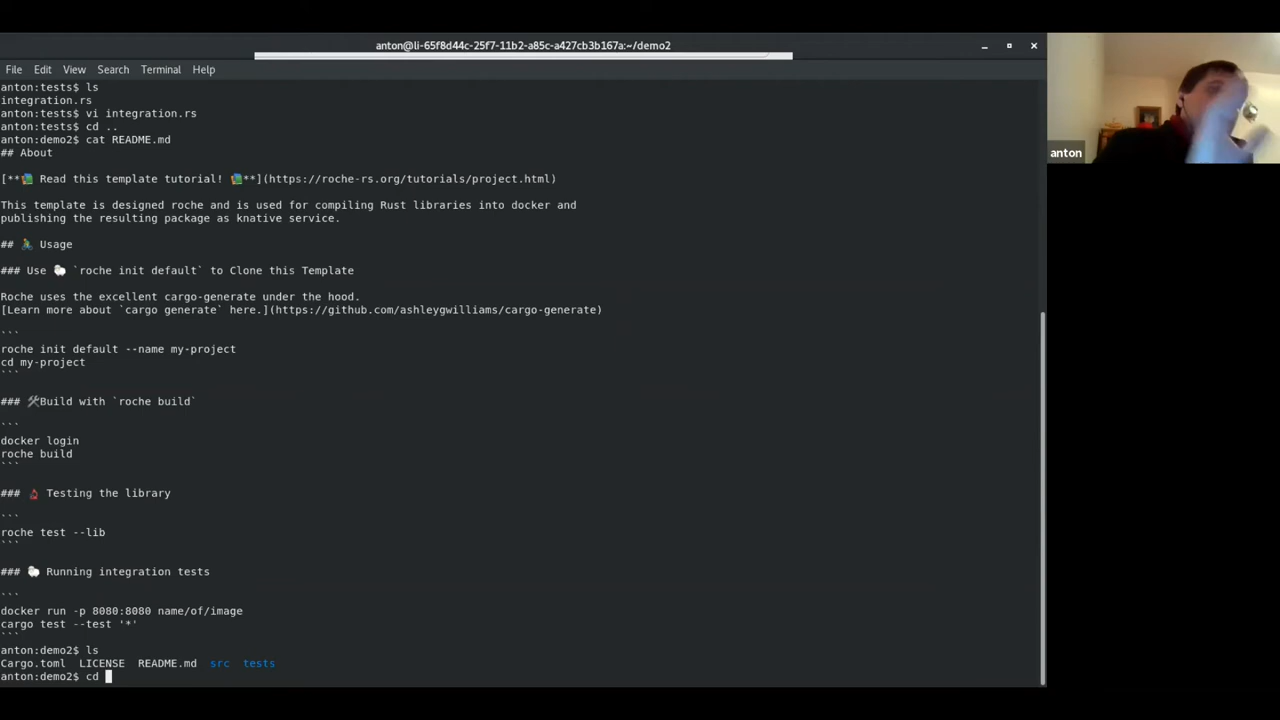 anton@li-65f8d44c-25f7-11b2-a85c-a427cb3b167a:~/demo2
File Edit View Search Terminal Help
anton:tests$ ls
integration.rs
anton:tests$ vi integration.rs
anton:tests$ cd ..
anton:demo2$ cat README.md
## About
[**📚 Read this template tutorial! 📚**](https://roche-rs.org/tutorials/project.html)
This template is designed roche and is used for compiling Rust libraries into docker and
publishing the resulting package as knative service.
## 🚴 Usage
### Use 🐑 `roche init default` to Clone this Template
Roche uses the excellent cargo-generate under the hood.
[Learn more about `cargo generate` here.](https://github.com/ashleygwilliams/cargo-generate)
```
roche init default --name my-project
cd my-project
```
### 🛠️Build with `roche build`
```
docker login
roche build
```
### 🔬 Testing the library
```
roche test --lib
```
### 🐑 Running integration tests
```
docker run -p 8080:8080 name/of/image
cargo test --test '*'
```
anton:demo2$ ls
Cargo.toml LICENSE README.md src tests
anton:demo2$ cd
anton